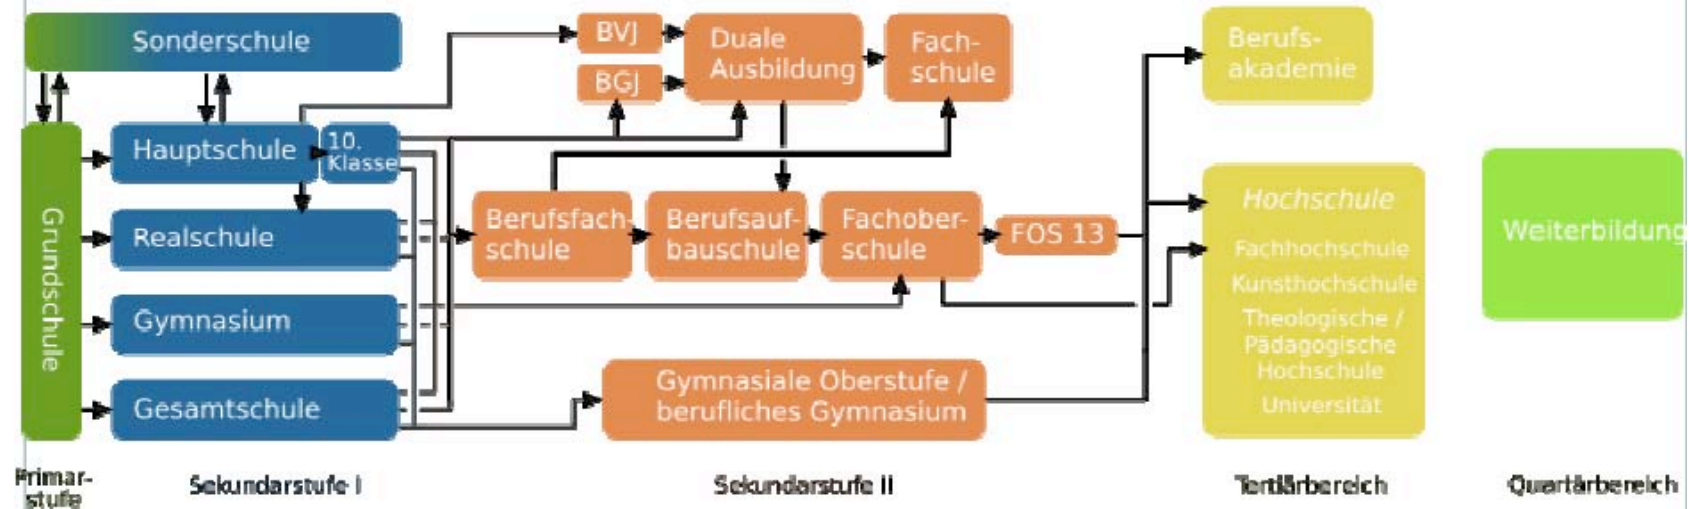 Sonderschule
Grundschule
Hauptschule
10.
Klasse
Realschule
Gymnasium
Gesamtschule
BVJ
BGJ
Duale
Ausbildung
Fach-
schule
Berufsfach-
schule
Berufsauf-
bauschule
Fachober-
schule
FOS 13
Gymnasiale Oberstufe /
berufliches Gymnasium
Berufs-
akademie
Hochschule
Fachhochschule
Kunsthochschule
Theologische /
Pädagogische
Hochschule
Universität
Weiterbildung
Primar-
stufe
Sekundarstufe I
Sekundarstufe II
Tertiärbereich
Quartärbereich